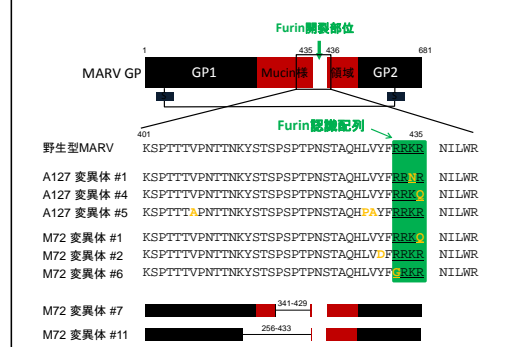 Furin開裂部位
1 435 436 681
MARV GP GP1 Mucin様 領域 GP2
Furin認識配列
401 435
野生型MARV KSPTTTVPNTTNKYSTSPSPTPNSTAQHLVYFRRKR NILWR
A127 変異体 #1 KSPTTTVPNTTNKYSTSPSPTPNSTAQHLVYFRRNR NILWR
A127 変異体 #4 KSPTTTVPNTTNKYSTSPSPTPNSTAQHLVYFRRKQ NILWR
A127 変異体 #5 KSPTTTAPNTTNKYSTSPSPTPNSTAQHPAYFRRKR NILWR
M72 変異体 #1 KSPTTTVPNTTNKYSTSPSPTPNSTAQHLVYFRRKQ NILWR
M72 変異体 #2 KSPTTTVPNTTNKYSTSPSPTPNSTAQHLVDFRRKR NILWR
M72 変異体 #6 KSPTTTVPNTTNKYSTSPSPTPNSTAQHLVYFGRKR NILWR
M72 変異体 #7 341-429
M72 変異体 #11 256-433